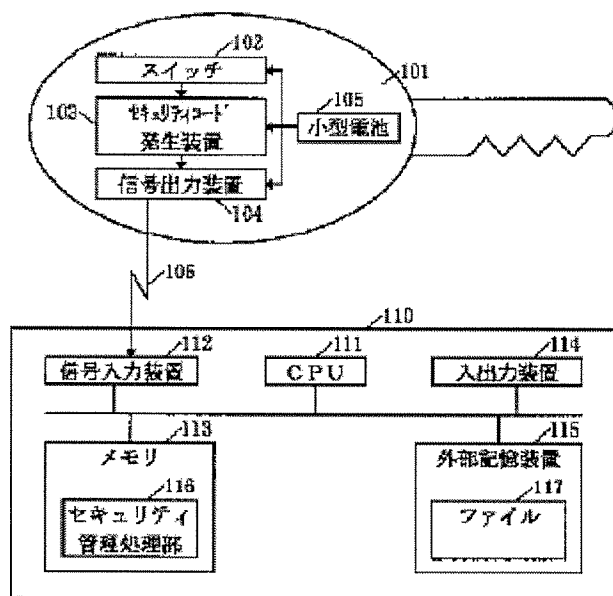 102
スイッチ
101
103
セキュリティコード
発生装置
105
小型電池
信号出力装置
104
106
110
112
信号入力装置
111
CPU
114
入出力装置
113
メモリ
116
セキュリティ
管理処理部
115
外部記憶装置
117
ファイル